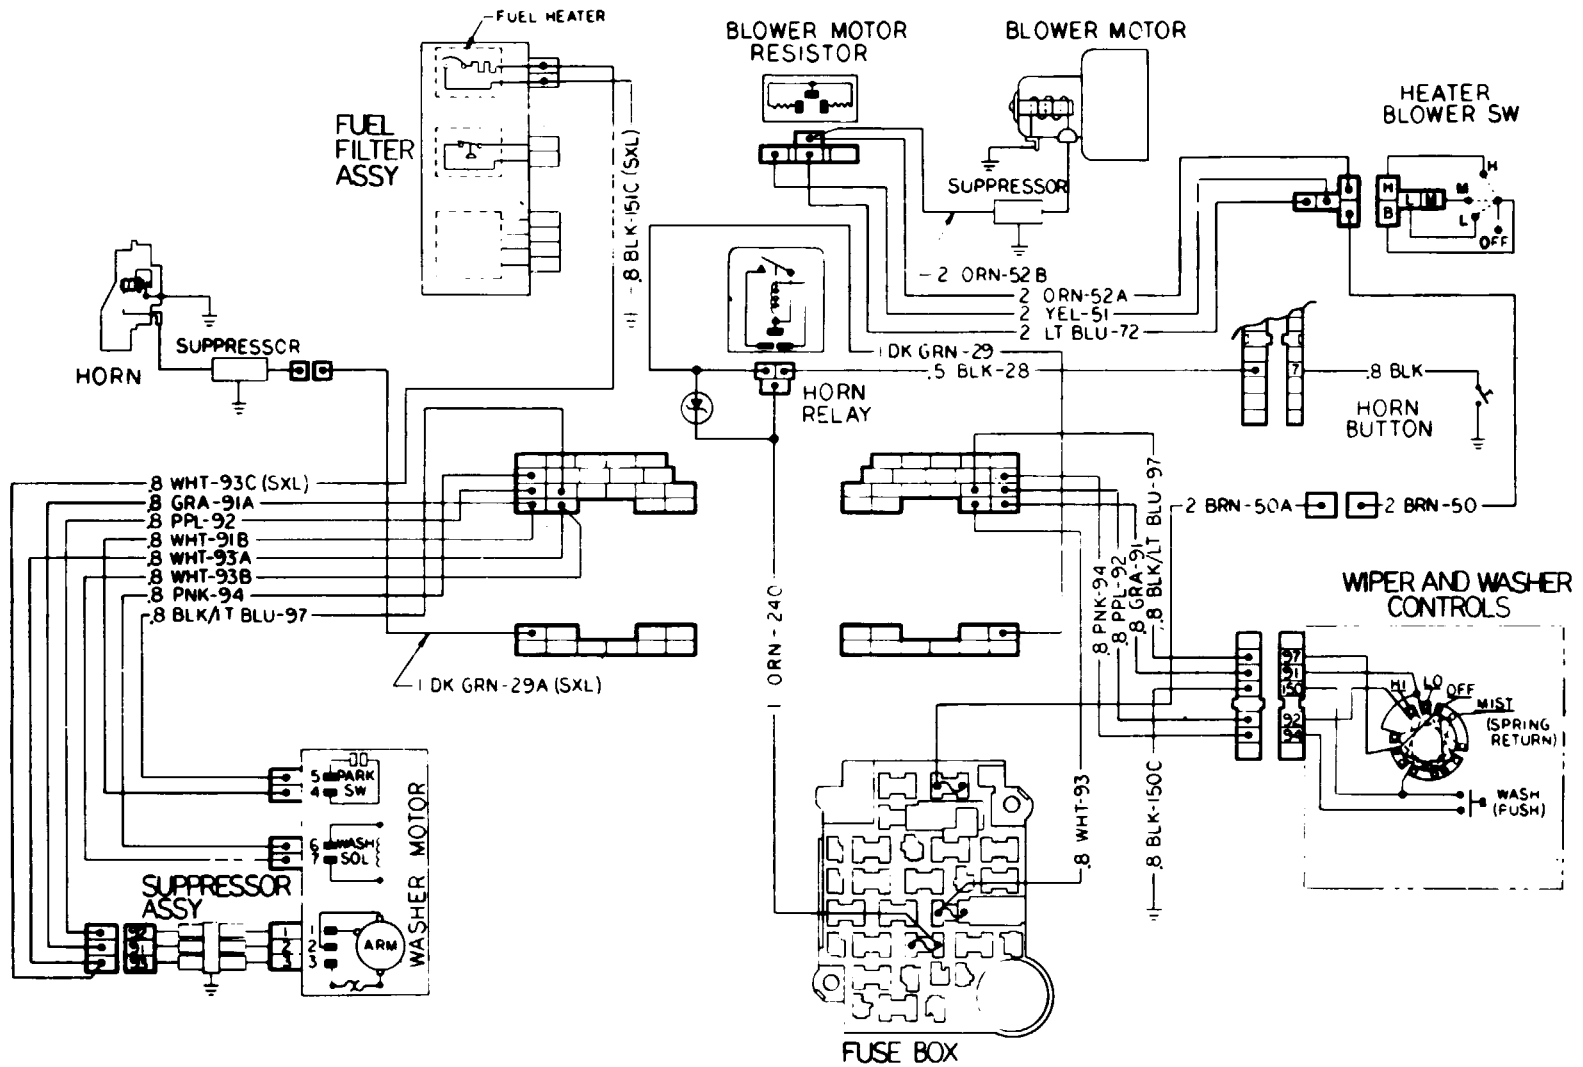 FUEL HEATER
BLOWER MOTOR
RESISTOR
BLOWER MOTOR
HEATER
BLOWER SW
FUEL
FILTER
ASSY
.8 BLK-151C (SXL)
SUPPRESSOR
H
B
L
M
H
M
L
OFF
2 ORN-52B
2 ORN-52A
2 YEL-51
2 LT BLU-72
HORN
SUPPRESSOR
1 DK GRN-29
.5 BLK-28
HORN
RELAY
7
.8 BLK
HORN
BUTTON
.8 WHT-93C (SXL)
.8 GRA-91A
.8 PPL-92
.8 WHT-91B
.8 WHT-93A
.8 WHT-93B
.8 PNK-94
.8 BLK/LT BLU-97
1 DK GRN-29A (SXL)
1 ORN-240
.8 PNK-94
.8 PPL-92
.8 GRA-91
.8 BLK/LT BLU-97
2 BRN-50A
2 BRN-50
WIPER AND WASHER
CONTROLS
97
91
150
92
94
HI
LO
OFF
MIST
(SPRING
RETURN)
WASH
(PUSH)
.8 WHT-93
.8 BLK-150C
5
4
PARK
SW
6
7
WASH
SOL
WASHER MOTOR
SUPPRESSOR
ASSY
92
91
93
1
2
3
1
2
3
ARM
FUSE BOX